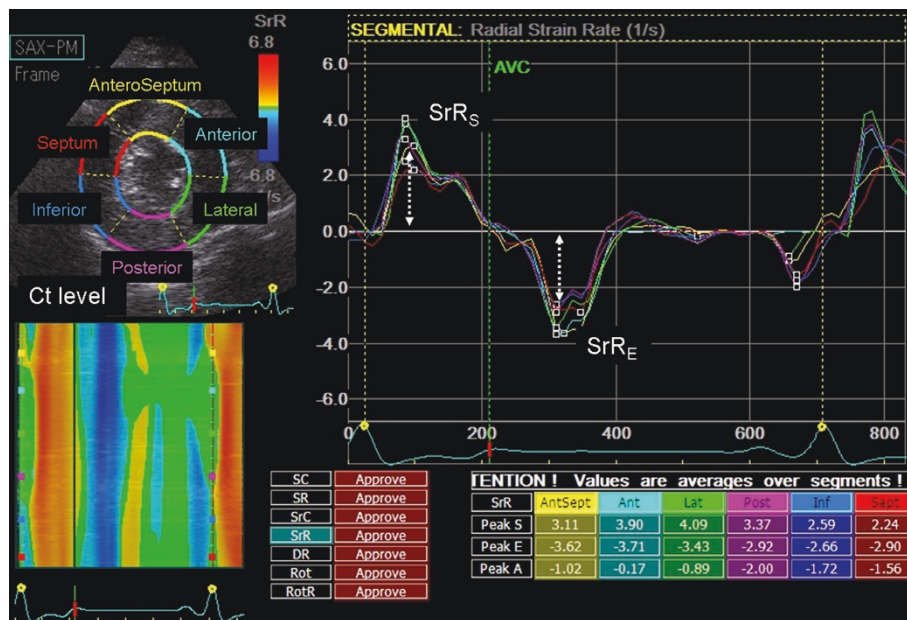 SrR
6.8
SAX-PM
Frame
AnteroSeptum
Anterior
Septum
-6.8
/s
Inferior
Lateral
Posterior
Ct level
SEGMENTAL: Radial Strain Rate (1/s)
AVC
6.0
4.0
2.0
0.0
-2.0
-4.0
-6.0
SrRS
SrRE
0 200 400 600 800
SC Approve
SR Approve
SrC Approve
SrR Approve
DR Approve
Rot Approve
RotR Approve
TENTION ! Values are averages over segments !
SrR AntSept Ant Lat Post Inf Sept
Peak S 3.11 3.90 4.09 3.37 2.59 2.24
Peak E -3.62 -3.71 -3.43 -2.92 -2.66 -2.90
Peak A -1.02 -0.17 -0.89 -2.00 -1.72 -1.56